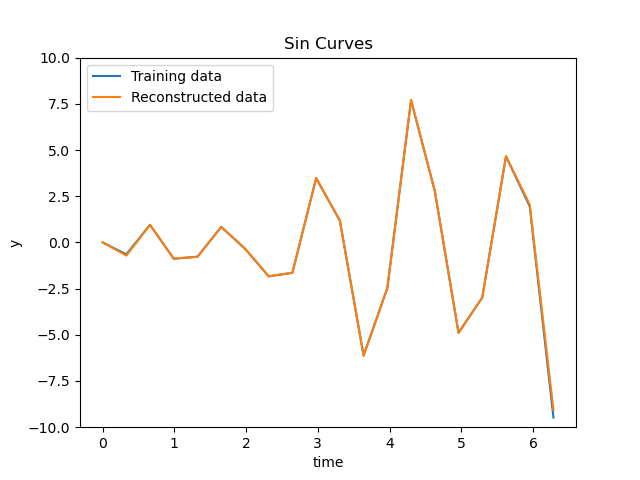 Sin Curves
Training data
Reconstructed data
10.0
7.5
5.0
2.5
0.0
−2.5
−5.0
−7.5
−10.0
y
0 1 2 3 4 5 6
time